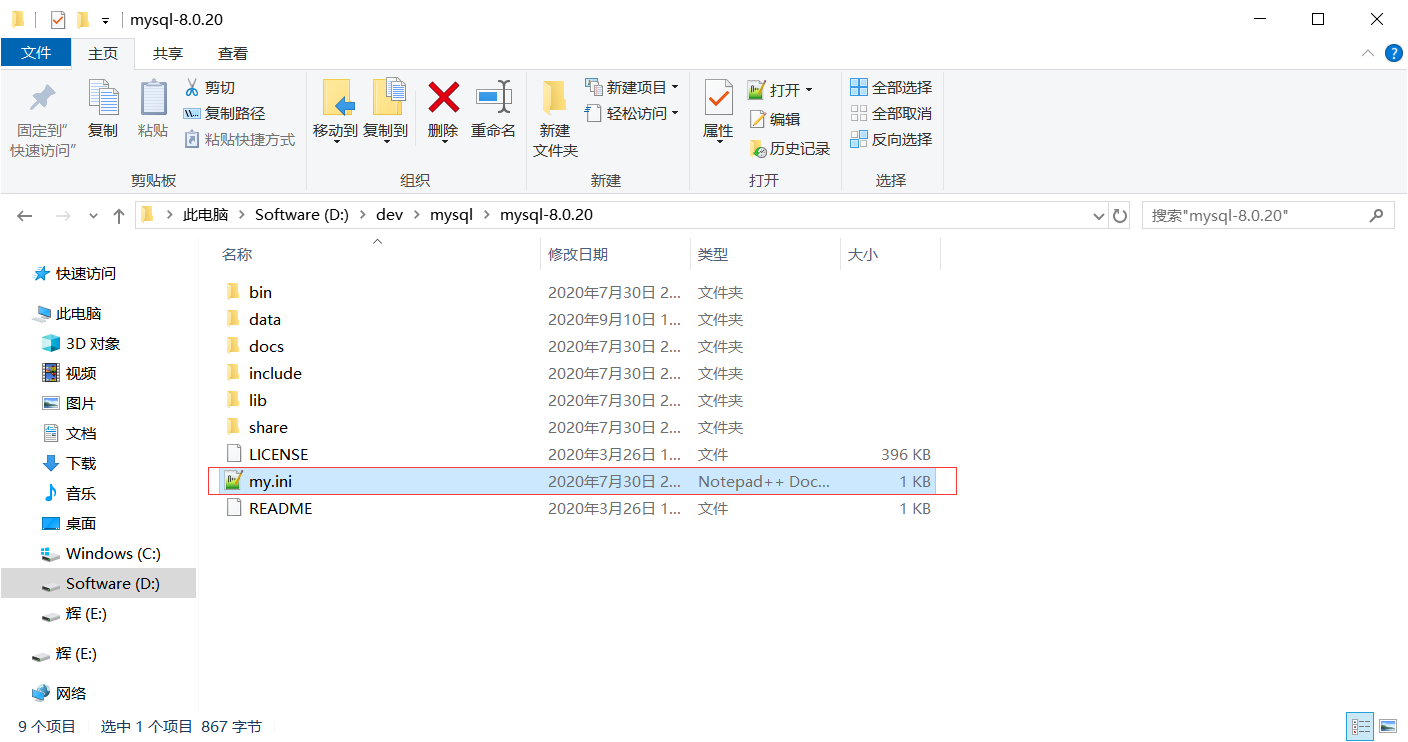 mysql-8.0.20
文件 主页 共享 查看
固定到"
快速访问"
复制
粘贴
剪切
复制路径
粘贴快捷方式
剪贴板
移动到
复制到
删除
重命名
组织
新建
文件夹
新建项目
轻松访问
新建
属性
打开
编辑
历史记录
打开
全部选择
全部取消
反向选择
选择
此电脑 Software (D:) dev mysql mysql-8.0.20
搜索"mysql-8.0.20"
快速访问
此电脑
3D 对象
视频
图片
文档
下载
音乐
桌面
Windows (C:)
Software (D:)
辉 (E:)
辉 (E:)
网络
名称 修改日期 类型 大小
bin 2020年7月30日 2... 文件夹
data 2020年9月10日 1... 文件夹
docs 2020年7月30日 2... 文件夹
include 2020年7月30日 2... 文件夹
lib 2020年7月30日 2... 文件夹
share 2020年7月30日 2... 文件夹
LICENSE 2020年3月26日 1... 文件 396 KB
my.ini 2020年7月30日 2... Notepad++ Doc... 1 KB
README 2020年3月26日 1... 文件 1 KB
9 个项目 选中 1 个项目 867 字节